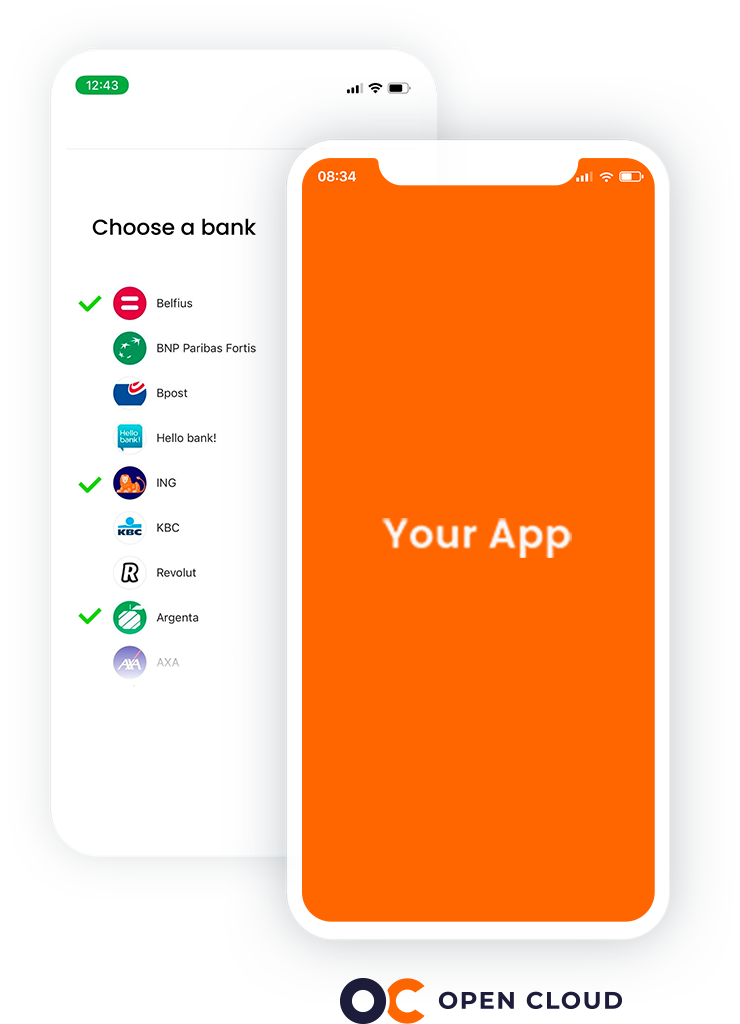 12:43
08:34
Choose a bank
Belfius
BNP Paribas Fortis
Bpost
Hello bank!
Hello bank!
ING
KBC
KBC
R
Revolut
Argenta
AXA
AXA
Your App
OC OPEN CLOUD